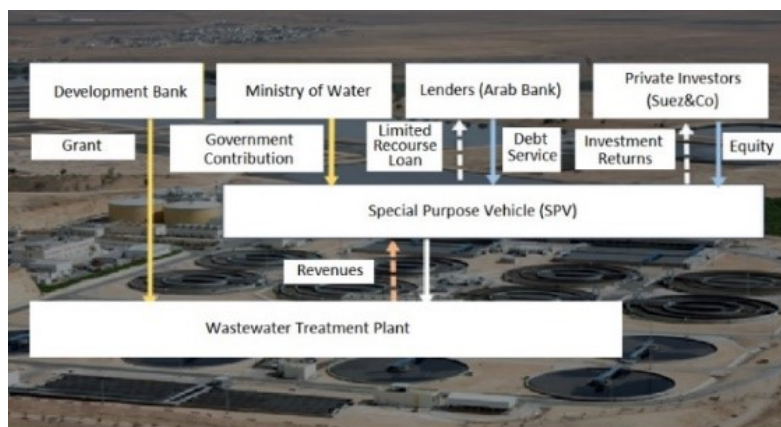 Development Bank
Ministry of Water
Lenders (Arab Bank)
Private Investors
(Suez&Co)
Grant
Government
Contribution
Limited
Recourse
Loan
Debt
Service
Investment
Returns
Equity
Special Purpose Vehicle (SPV)
Revenues
Wastewater Treatment Plant